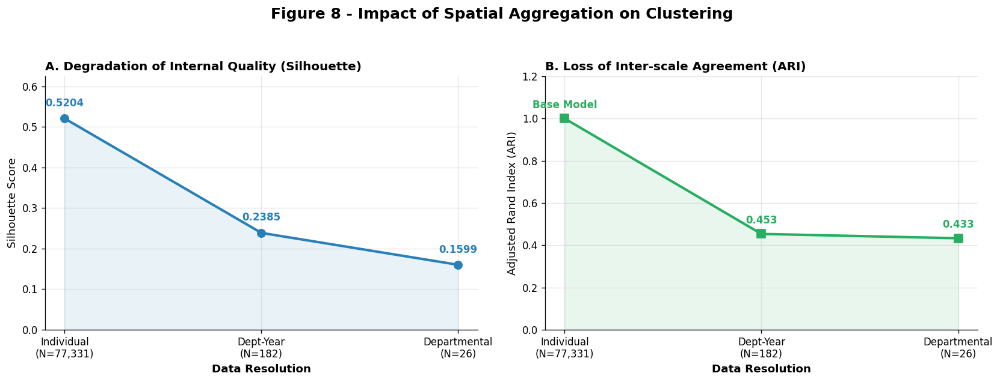 Figure 8 - Impact of Spatial Aggregation on Clustering
A. Degradation of Internal Quality (Silhouette)
Silhouette Score
0.6
0.5
0.4
0.3
0.2
0.1
0.0
0.5204
0.2385
0.1599
Individual
(N=77,331)
Dept-Year
(N=182)
Departmental
(N=26)
Data Resolution
B. Loss of Inter-scale Agreement (ARI)
Adjusted Rand Index (ARI)
1.2
1.0
0.8
0.6
0.4
0.2
0.0
Base Model
0.453
0.433
Individual
(N=77,331)
Dept-Year
(N=182)
Departmental
(N=26)
Data Resolution